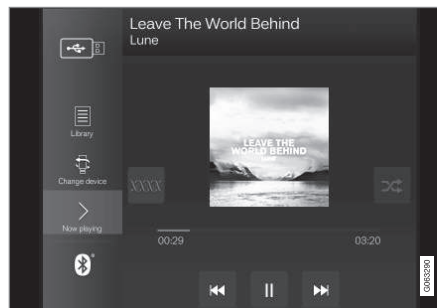 Leave The World Behind
Lune
Library
Change device
Now playing
LEAVE THE
WORLD BEHIND
LUNE
XXXX
00:29
03:20
G063290